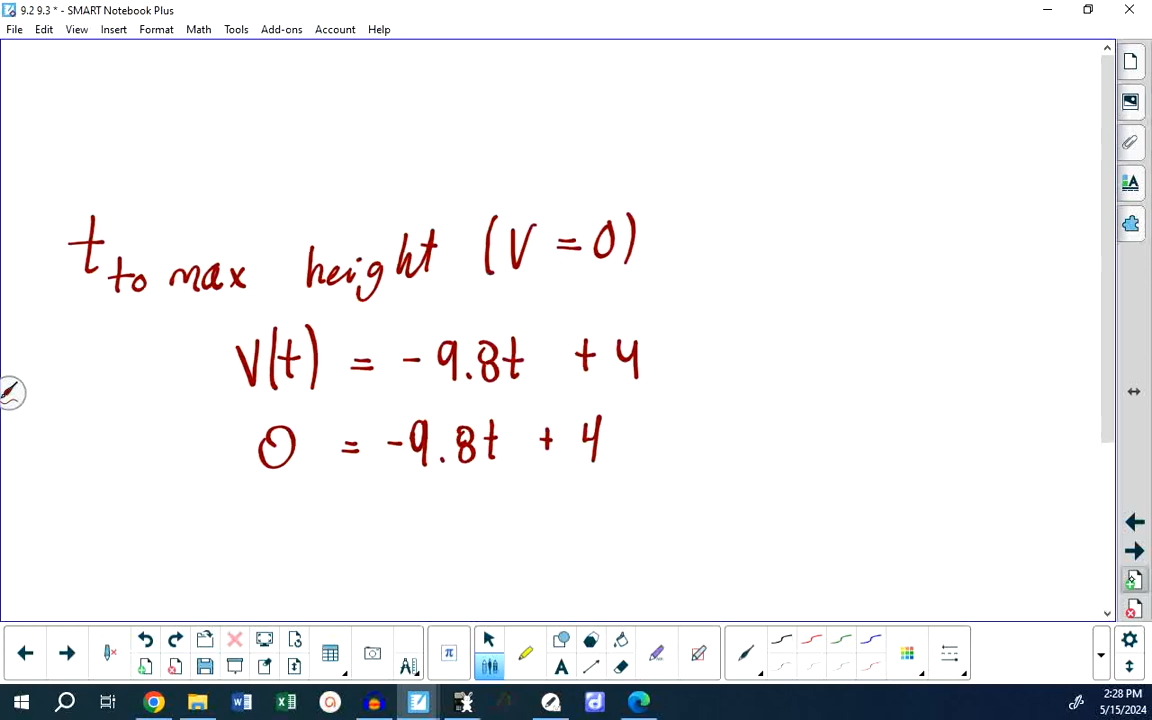 9.2 9.3 * - SMART Notebook Plus
File Edit View Insert Format Math Tools Add-ons Account Help
t to max height (V = 0)
V(t) = - 9.8t + 4
0 = - 9.8t + 4
2:28 PM
5/15/2024